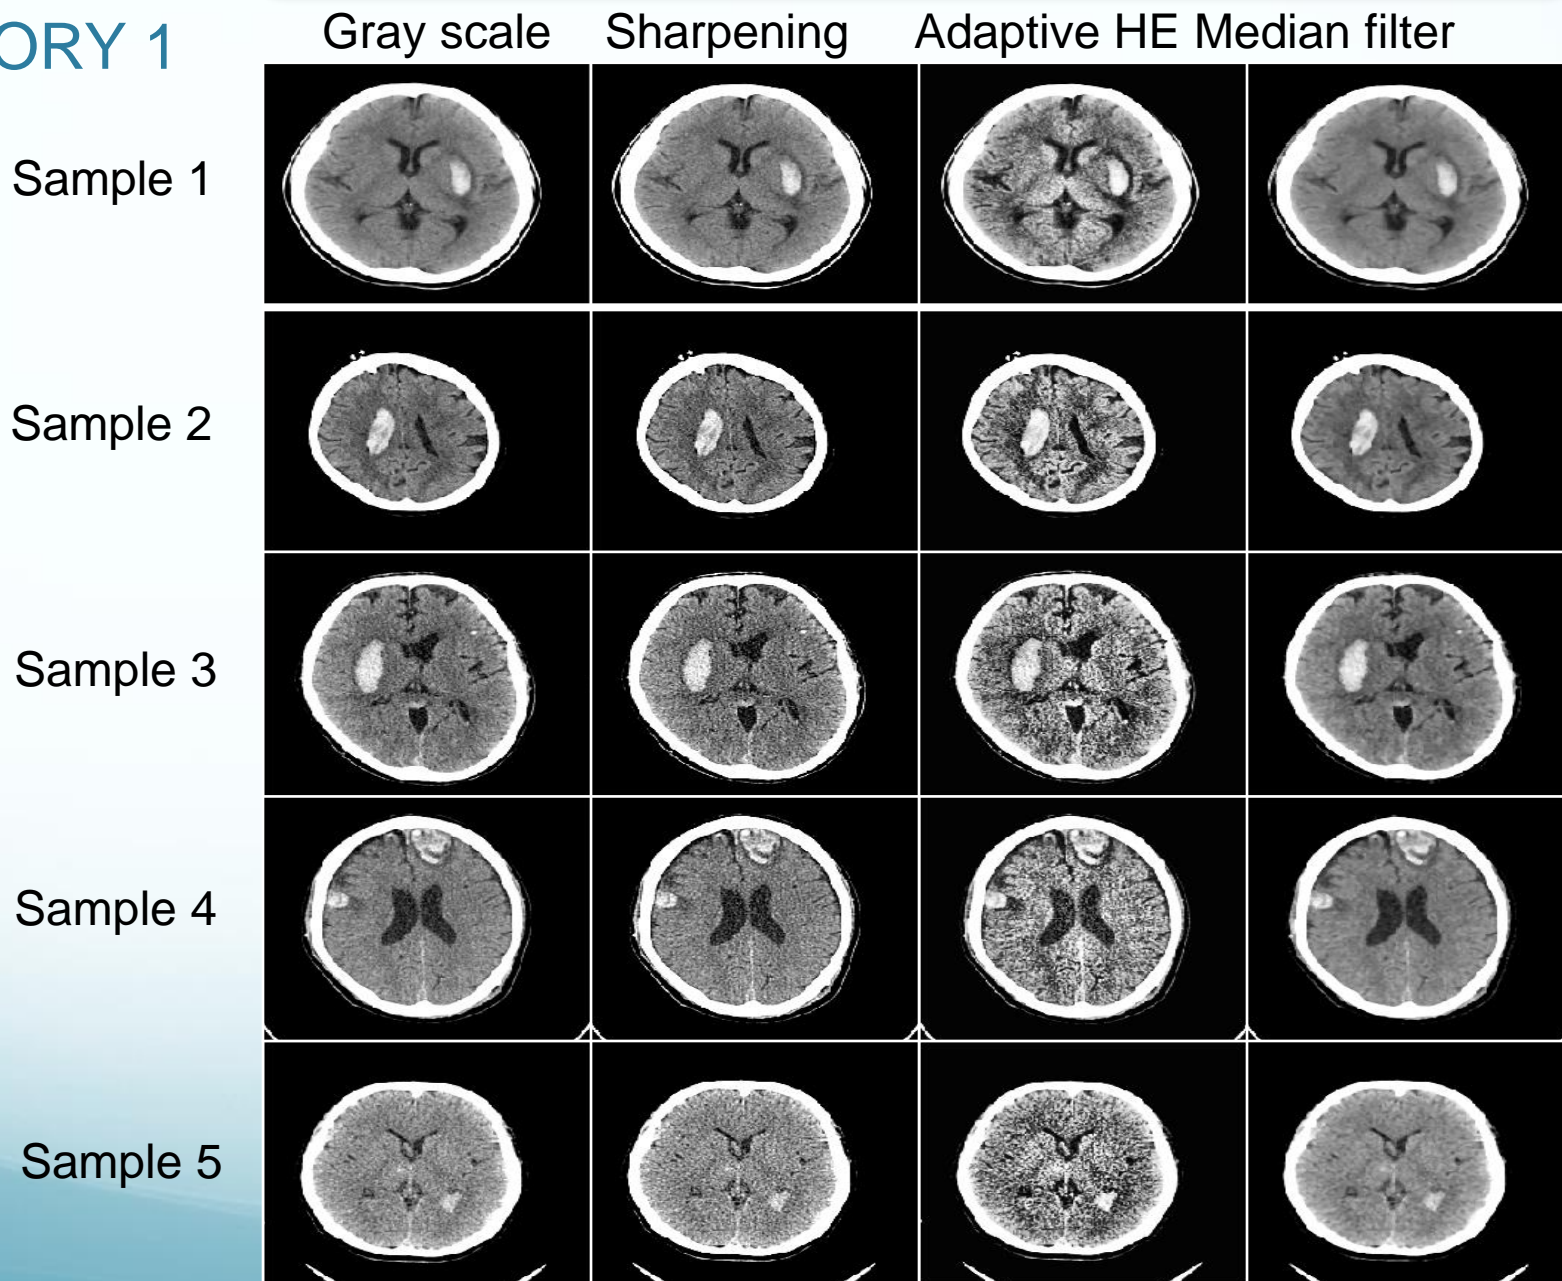 ORY 1
Gray scale Sharpening Adaptive HE Median filter
Sample 1
Sample 2
Sample 3
Sample 4
Sample 5